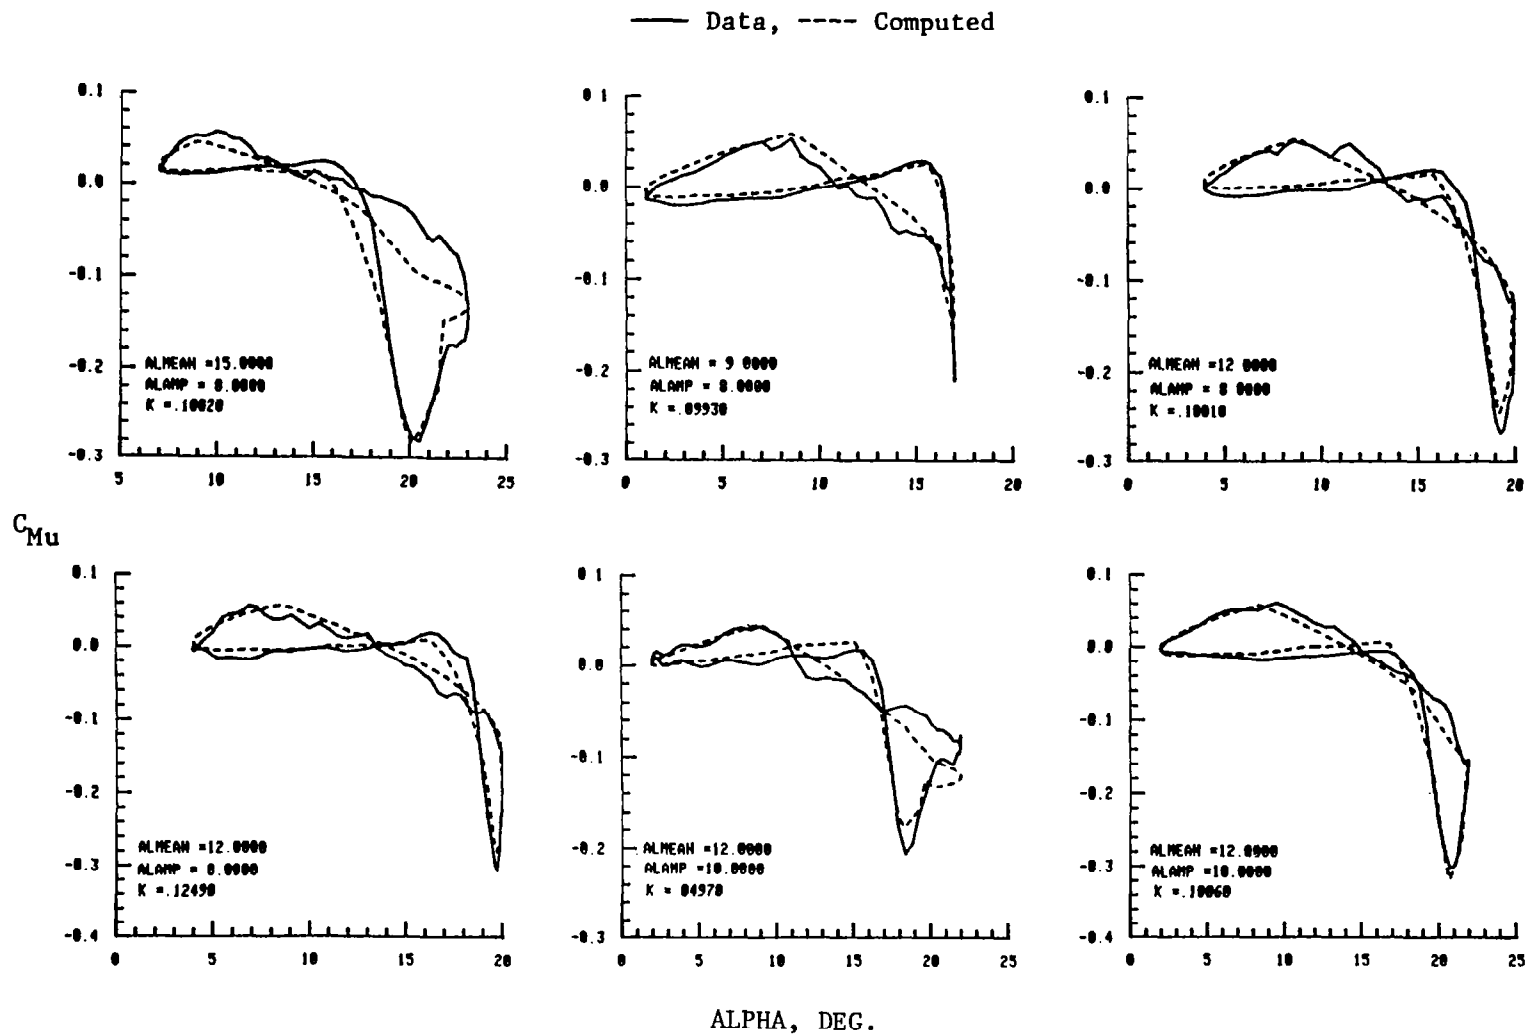 Data, Computed
0.1
0.0
-0.1
-0.2
-0.3
5 10 15 20 25
ALMEAN =15.0000
ALAMP = 8.0000
K =.10020
0.1
0.0
-0.1
-0.2
-0.3
0 5 10 15 20
ALMEAN = 9 0000
ALAMP = 8.0000
K =.09930
0.1
0.0
-0.1
-0.2
-0.3
0 5 10 15 20
ALMEAN =12 0000
ALAMP = 8 0000
K =.10010
CMu
0.1
0.0
-0.1
-0.2
-0.3
-0.4
0 5 10 15 20
ALMEAN =12.0000
ALAMP = 8.0000
K =.12490
0.1
0.0
-0.1
-0.2
-0.3
0 5 10 15 20 25
ALMEAN =12.0000
ALAMP =10.0000
K = 04970
0.1
0.0
-0.1
-0.2
-0.3
-0.4
0 5 10 15 20 25
ALMEAN =12.0000
ALAMP =10.0000
K =.10060
ALPHA, DEG.